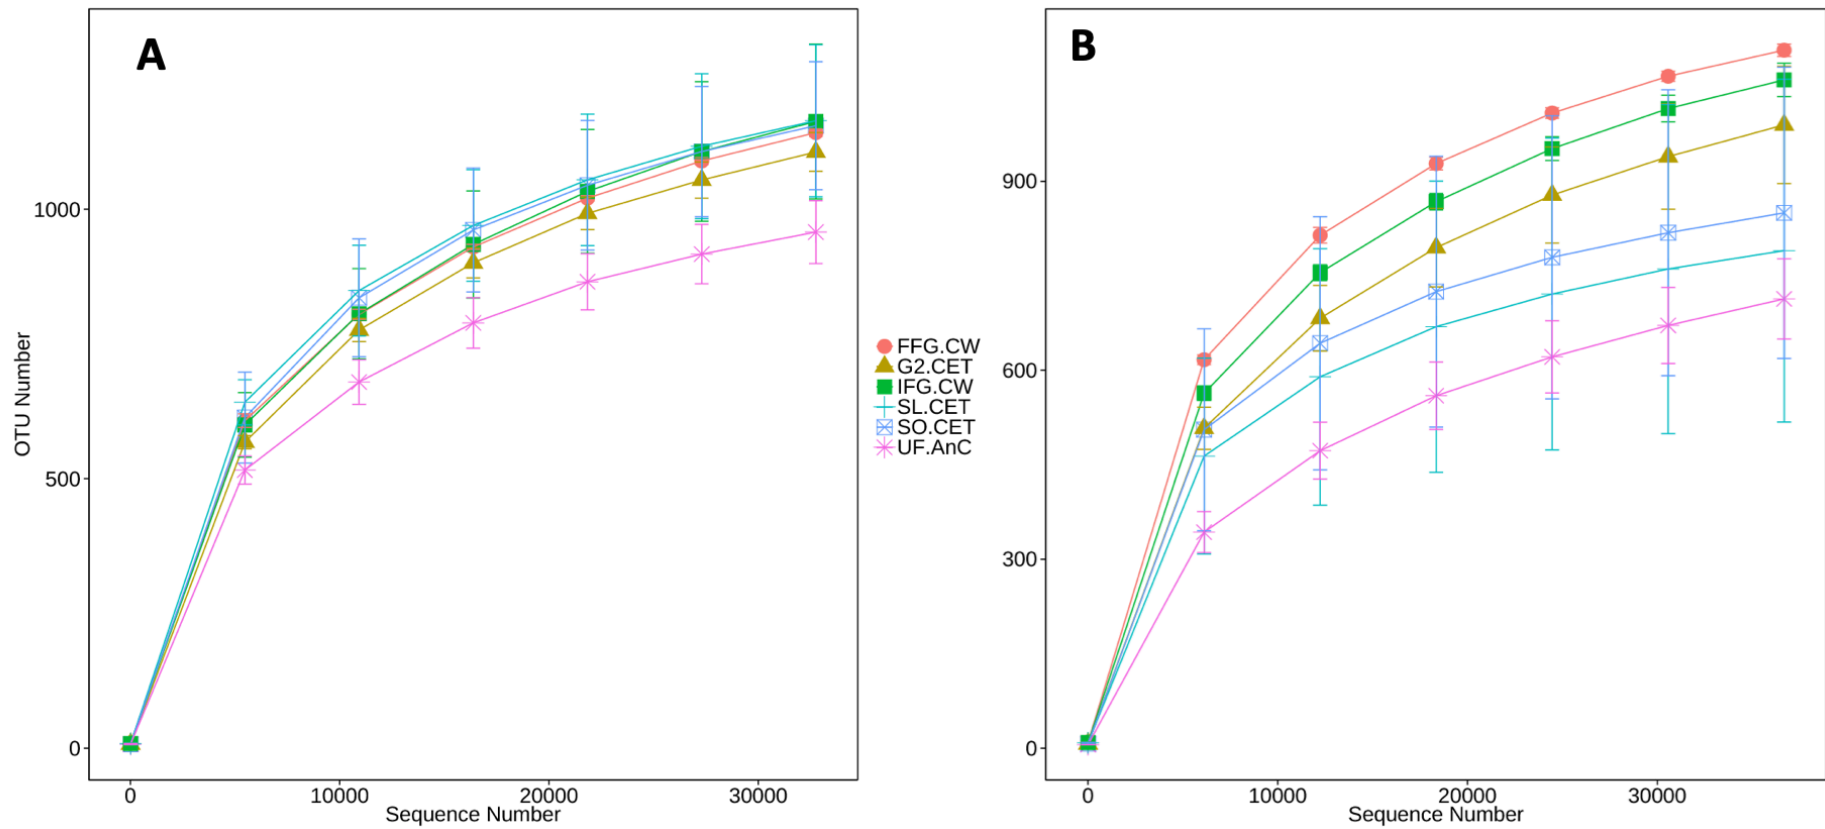 A
OTU Number
1000
500
0
0
10000
20000
30000
Sequence Number
FFG.CW
G2.CET
IFG.CW
SL.CET
SO.CET
UF.AnC
B
900
600
300
0
0
10000
20000
30000
Sequence Number